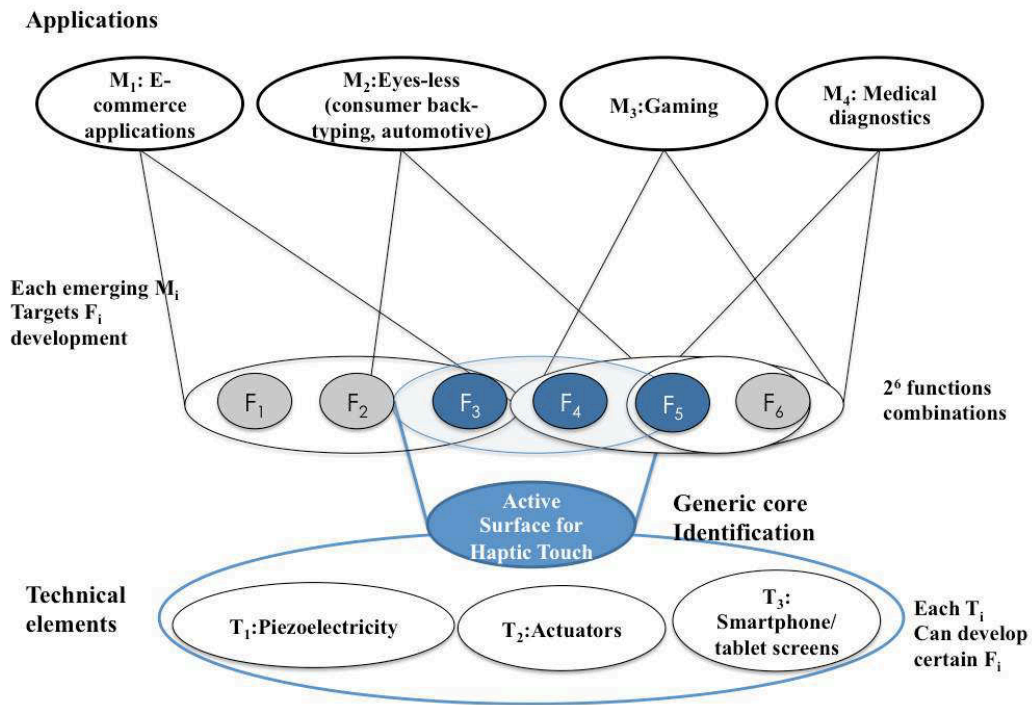 Applications
M₁: E-
commerce
applications
M₂:Eyes-less
(consumer back-
typing, automotive)
M₃:Gaming
M₄: Medical
diagnostics
Each emerging Mᵢ
Targets Fᵢ
development
F₁
F₂
F₃
F₄
F₅
F₆
2⁶ functions
combinations
Active
Surface for
Haptic Touch
Generic core
Identification
Technical
elements
T₁:Piezoelectricity
T₂:Actuators
T₃:
Smartphone/
tablet screens
Each Tᵢ
Can develop
certain Fᵢ